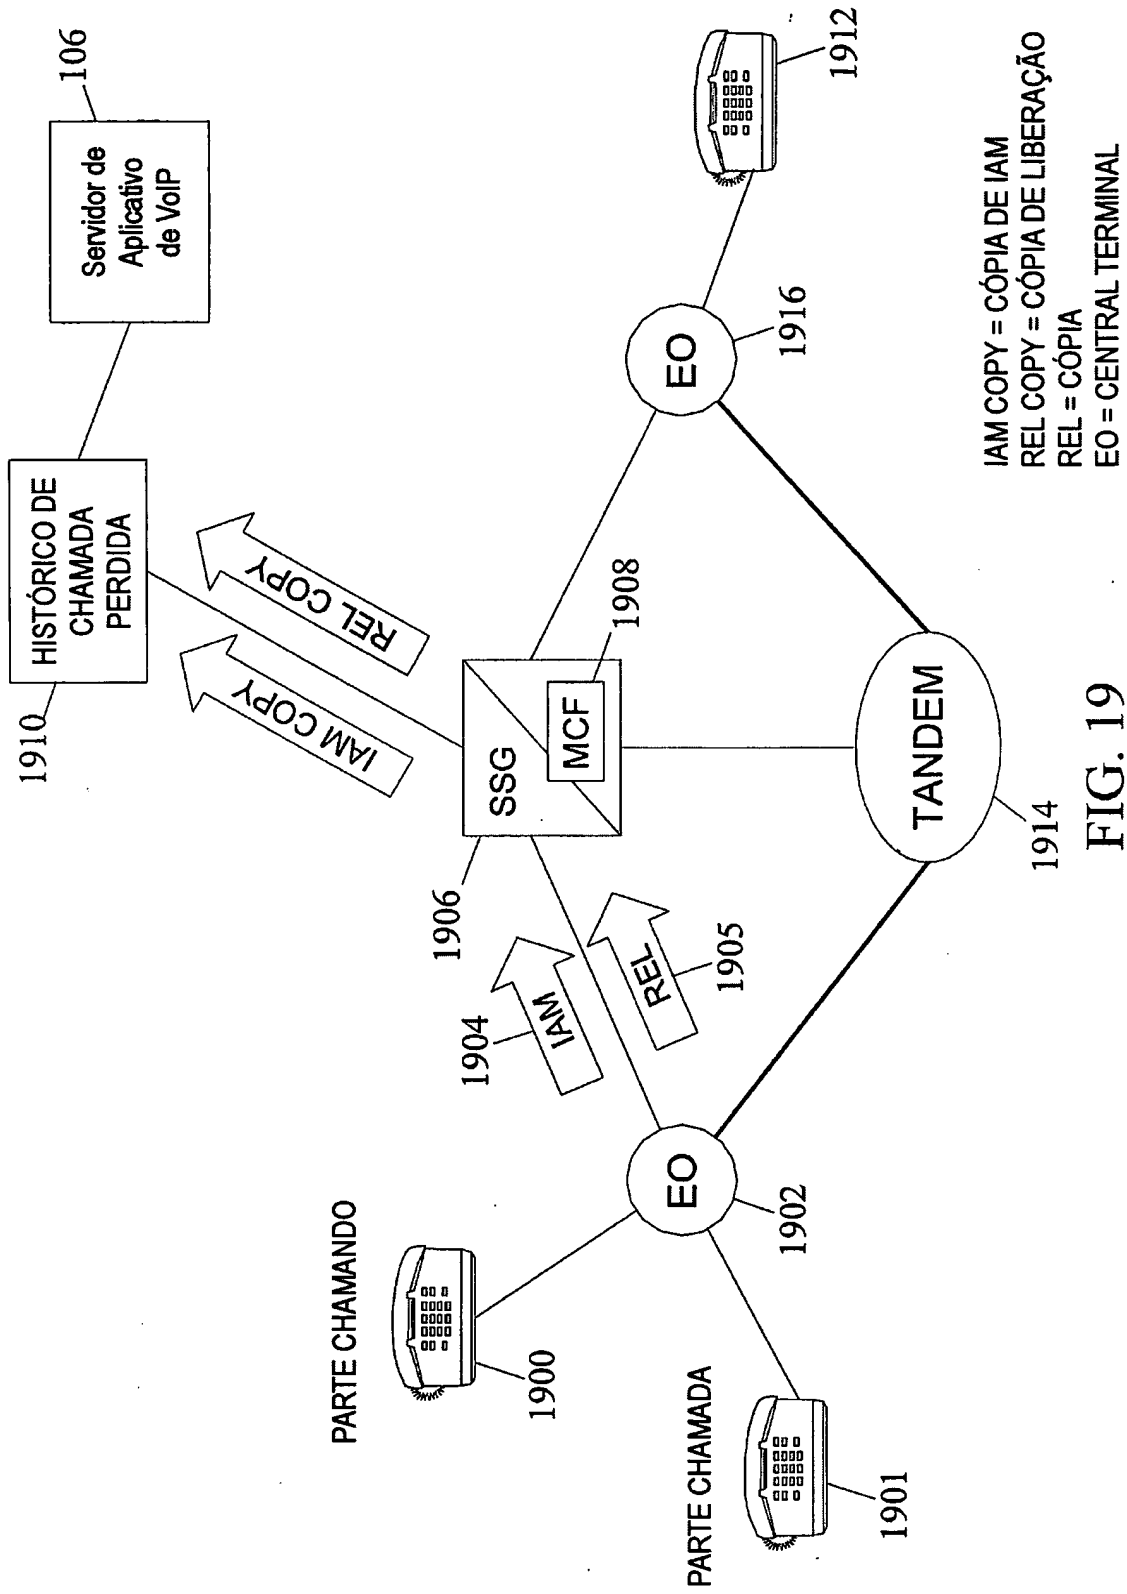 PARTE CHAMANDO
1900
PARTE CHAMADA
1901
EO
1902
1904
IAM
REL
1905
1906
SSG
MCF
1908
IAM COPY
REL COPY
1910
HISTÓRICO DE
CHAMADA
PERDIDA
Servidor de
Aplicativo
de VoIP
106
TANDEM
1914
EO
1916
1912
IAM COPY = CÓPIA DE IAM
REL COPY = CÓPIA DE LIBERAÇÃO
REL = CÓPIA
EO = CENTRAL TERMINAL
FIG. 19